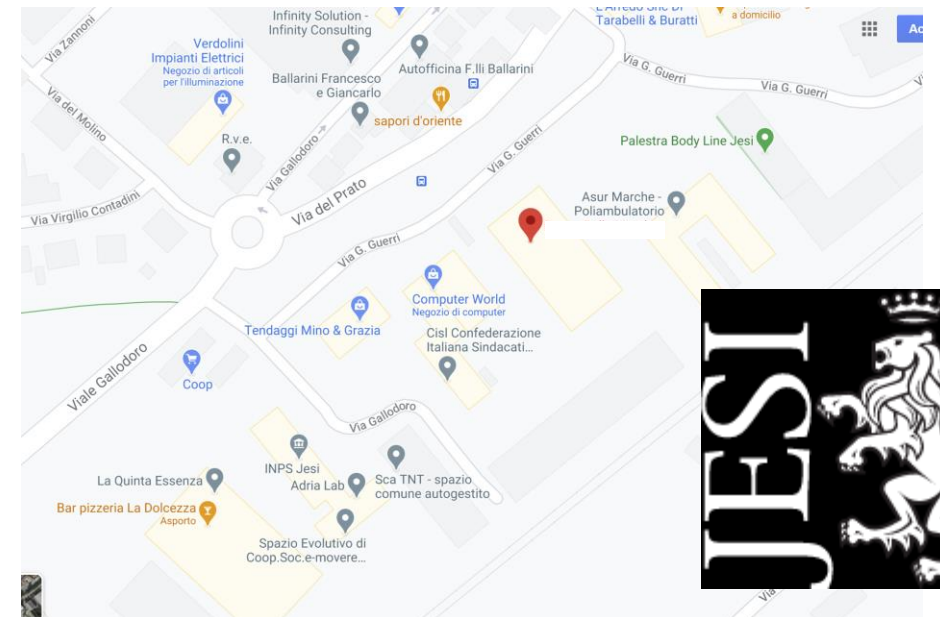 Infinity Solution -
Infinity Consulting
Tarabelli & Buratti
a domicilio
Via Zannoni
Verdolini
Impianti Elettrici
Negozio di articoli
per l'illuminazione
Autofficina F.lli Ballarini
Ballarini Francesco
e Giancarlo
Via G. Guerri
Via G. Guerri
Via del Molino
sapori d'oriente
R.v.e.
Palestra Body Line Jesi
Via Gallodoro
Via G. Guerri
Via del Prato
Via Virgilio Contadini
Asur Marche -
Poliambulatorio
Via G. Guerri
Computer World
Negozio di computer
Tendaggi Mino & Grazia
Cisl Confederazione
Italiana Sindacati...
Viale Gallodoro
Coop
JESI
Via Gallodoro
INPS Jesi
La Quinta Essenza
Adria Lab
Sca TNT - spazio
comune autogestito
Bar pizzeria La Dolcezza
Asporto
Spazio Evolutivo di
Coop.Soc.e-movere...